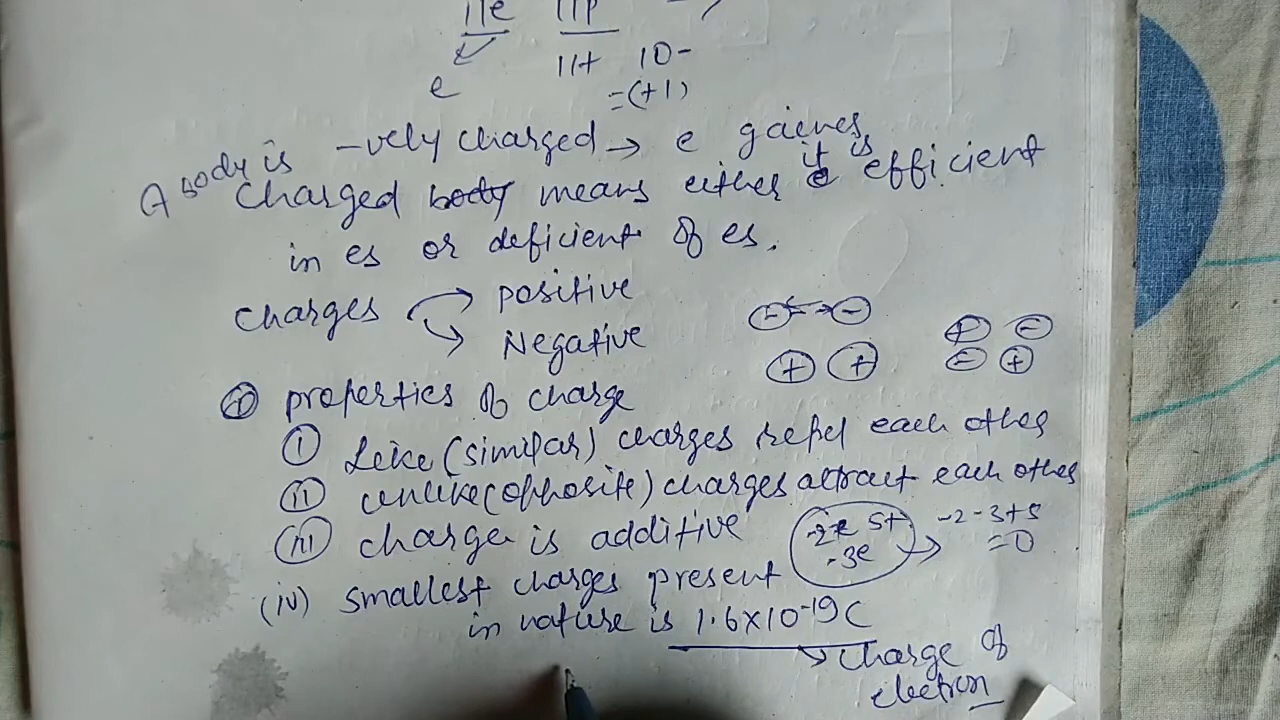 11e 11p
11+ 10-
e =(+1)
A body is -vely charged → e gaines
Charged body means either it is efficient
in es or deficient of es.
charges → positive
→ Negative
- ↔ - + - 
+ + - +
properties of charge
(i) Like (similar) charges repel each other
(ii) unlike (opposite) charges attract each other
(iii) charge is additive -2e 5+ → -2-3+5
-3e =0
(iv) smallest charges present
in nature is 1.6×10-19C
→ charge of
electron